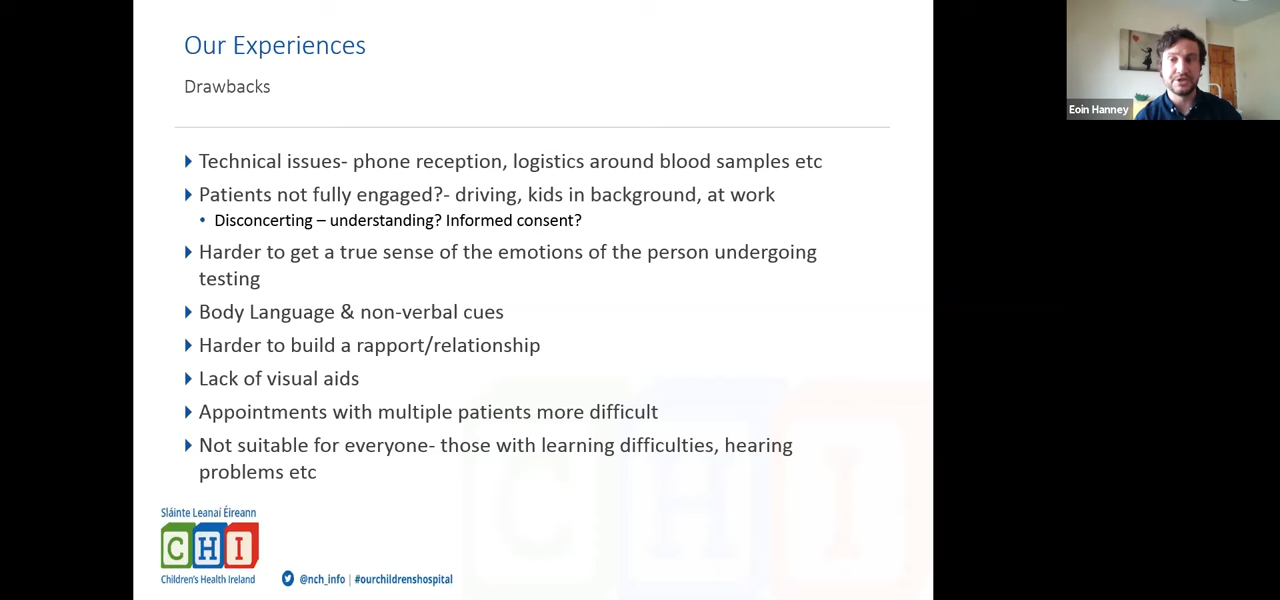 Our Experiences
Drawbacks
Technical issues- phone reception, logistics around blood samples etc
Patients not fully engaged?- driving, kids in background, at work
Disconcerting – understanding? Informed consent?
Harder to get a true sense of the emotions of the person undergoing
testing
Body Language & non-verbal cues
Harder to build a rapport/relationship
Lack of visual aids
Appointments with multiple patients more difficult
Not suitable for everyone- those with learning difficulties, hearing
problems etc
Sláinte Leanaí Éireann
CHI
Children's Health Ireland
@nch_info | #ourchildrenshospital
CHI
Eoin Hanney